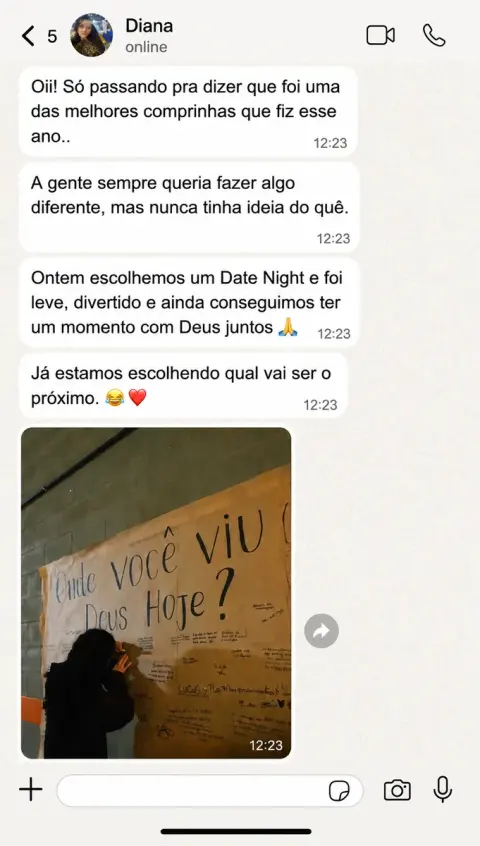 5
Diana
online
Oii! Só passando pra dizer que foi uma
das melhores comprinhas que fiz esse
ano..
12:23
A gente sempre queria fazer algo
diferente, mas nunca tinha ideia do quê.
12:23
Ontem escolhemos um Date Night e foi
leve, divertido e ainda conseguimos ter
um momento com Deus juntos 🙏
12:23
Já estamos escolhendo qual vai ser o
próximo. 😂❤️
12:23
Onde VOCÊ ViU
Deus HoJe?
12:23